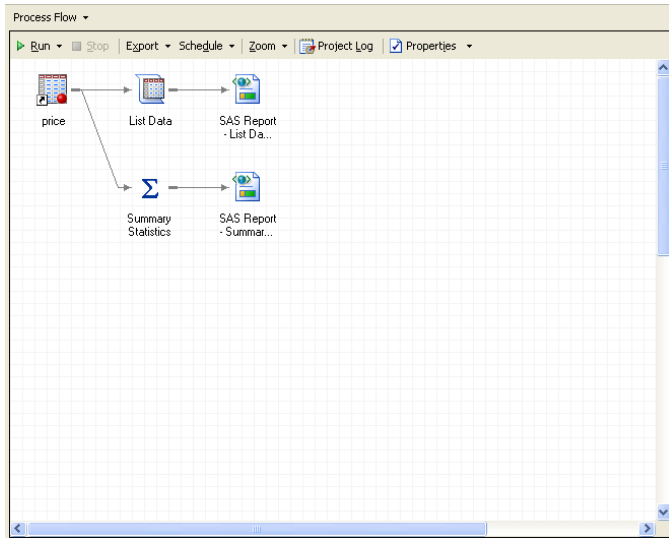 Process Flow
Run Stop Export Schedule Zoom Project Log Properties
price
List Data
SAS Report
- List Da...
Summary
Statistics
SAS Report
- Summar...